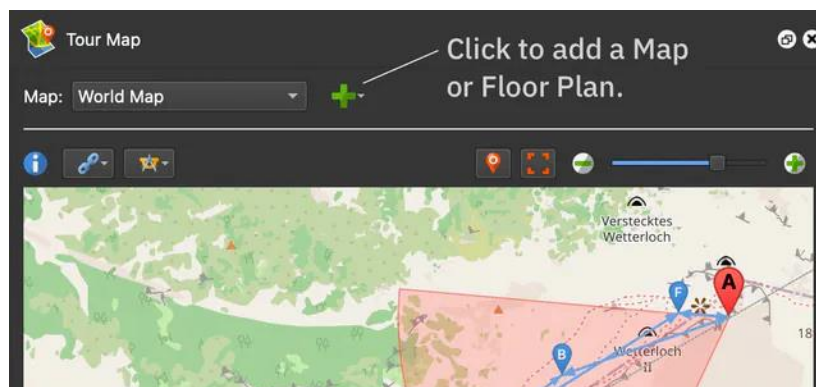 Tour Map
Click to add a Map
or Floor Plan.
Map: World Map
Verstecktes
Wetterloch
F
A
B
Wetterloch
II
18